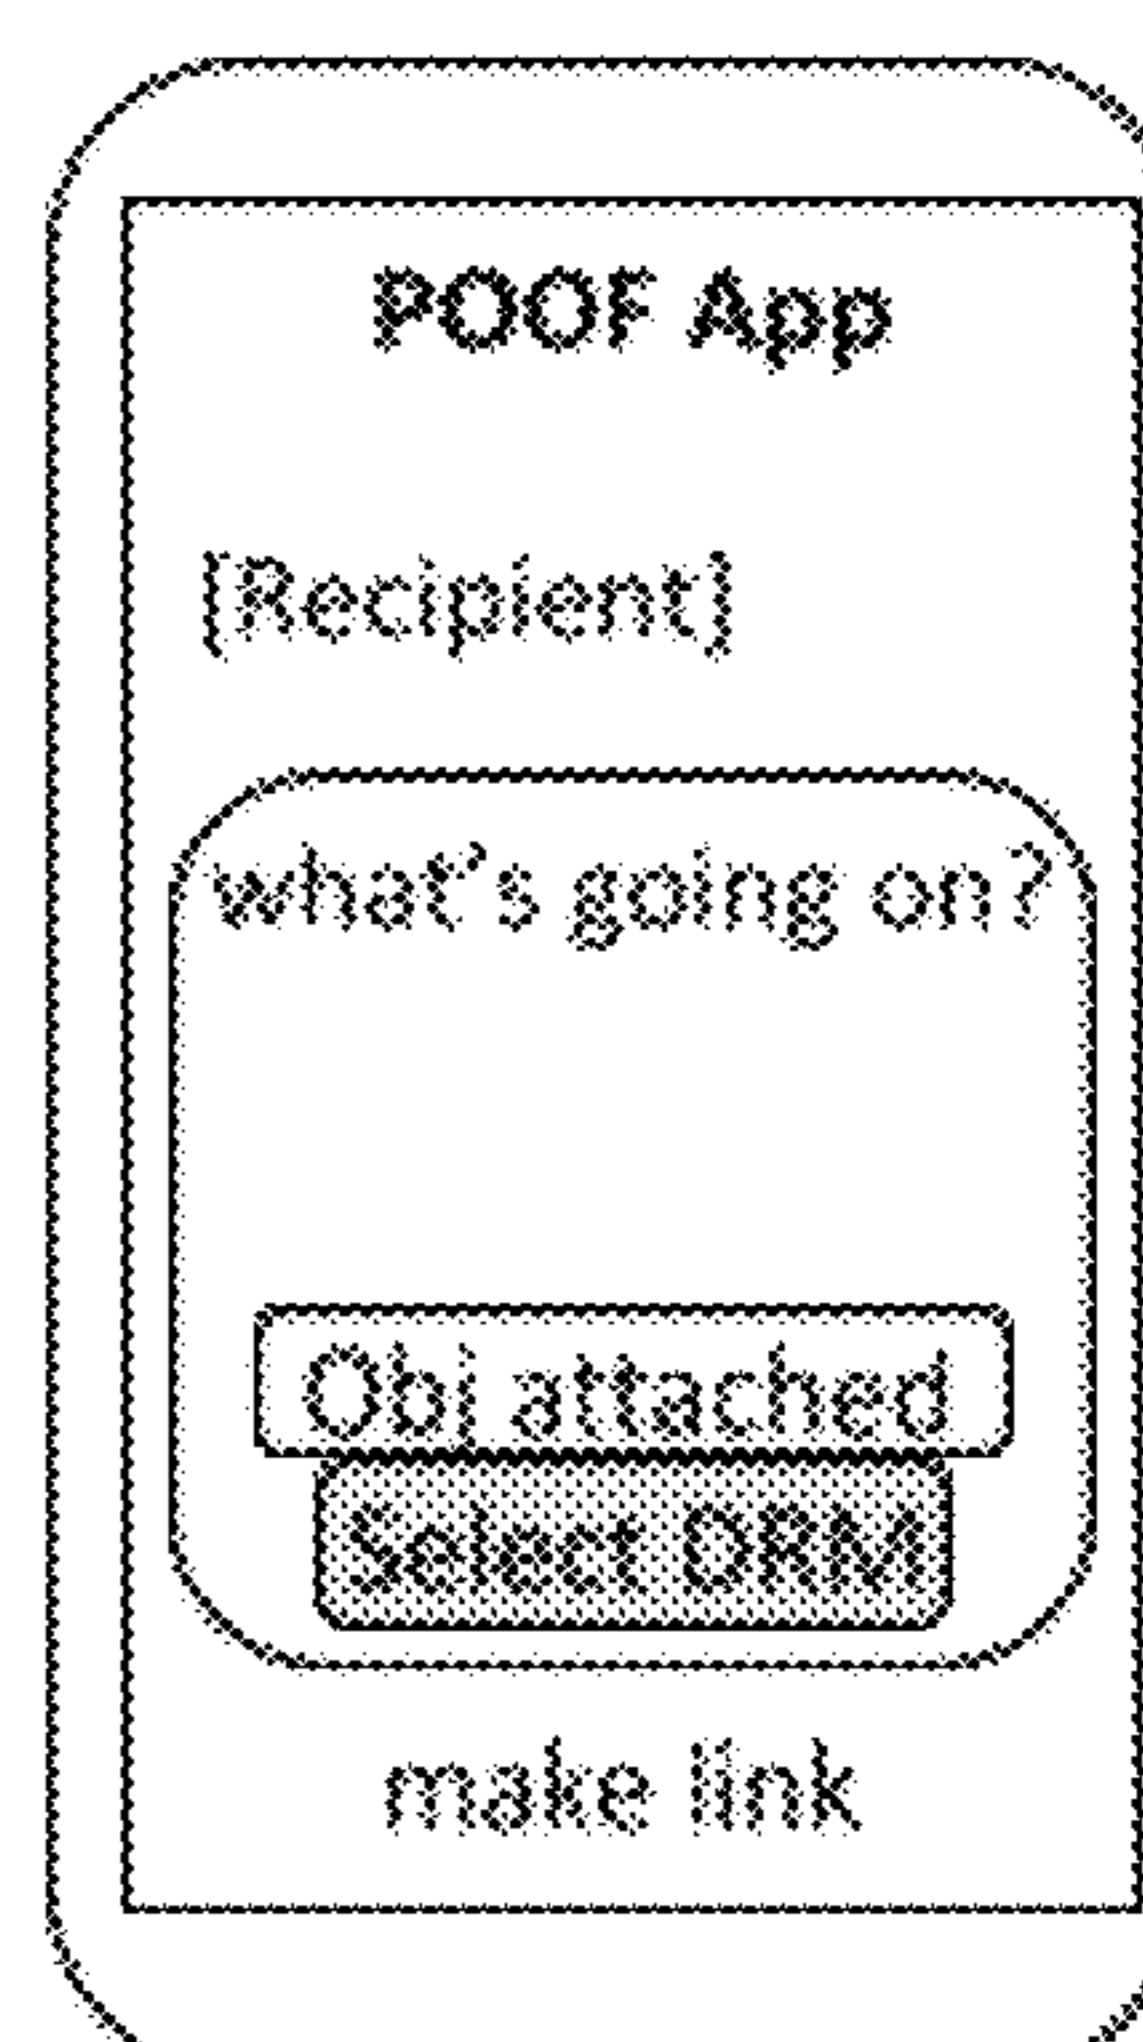 POOF App
[Recipient]
what's going on?
Obj attached
Select DRM
make link